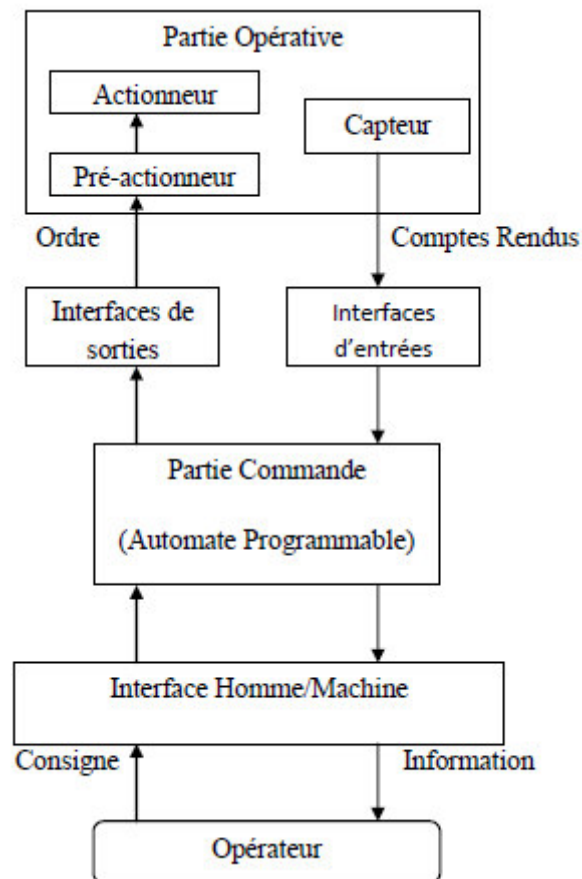 Partie Opérative
Actionneur
Capteur
Pré-actionneur
Ordre
Comptes Rendus
Interfaces de
sorties
Interfaces
d'entrées
Partie Commande
(Automate Programmable)
Interface Homme/Machine
Consigne
Information
Opérateur